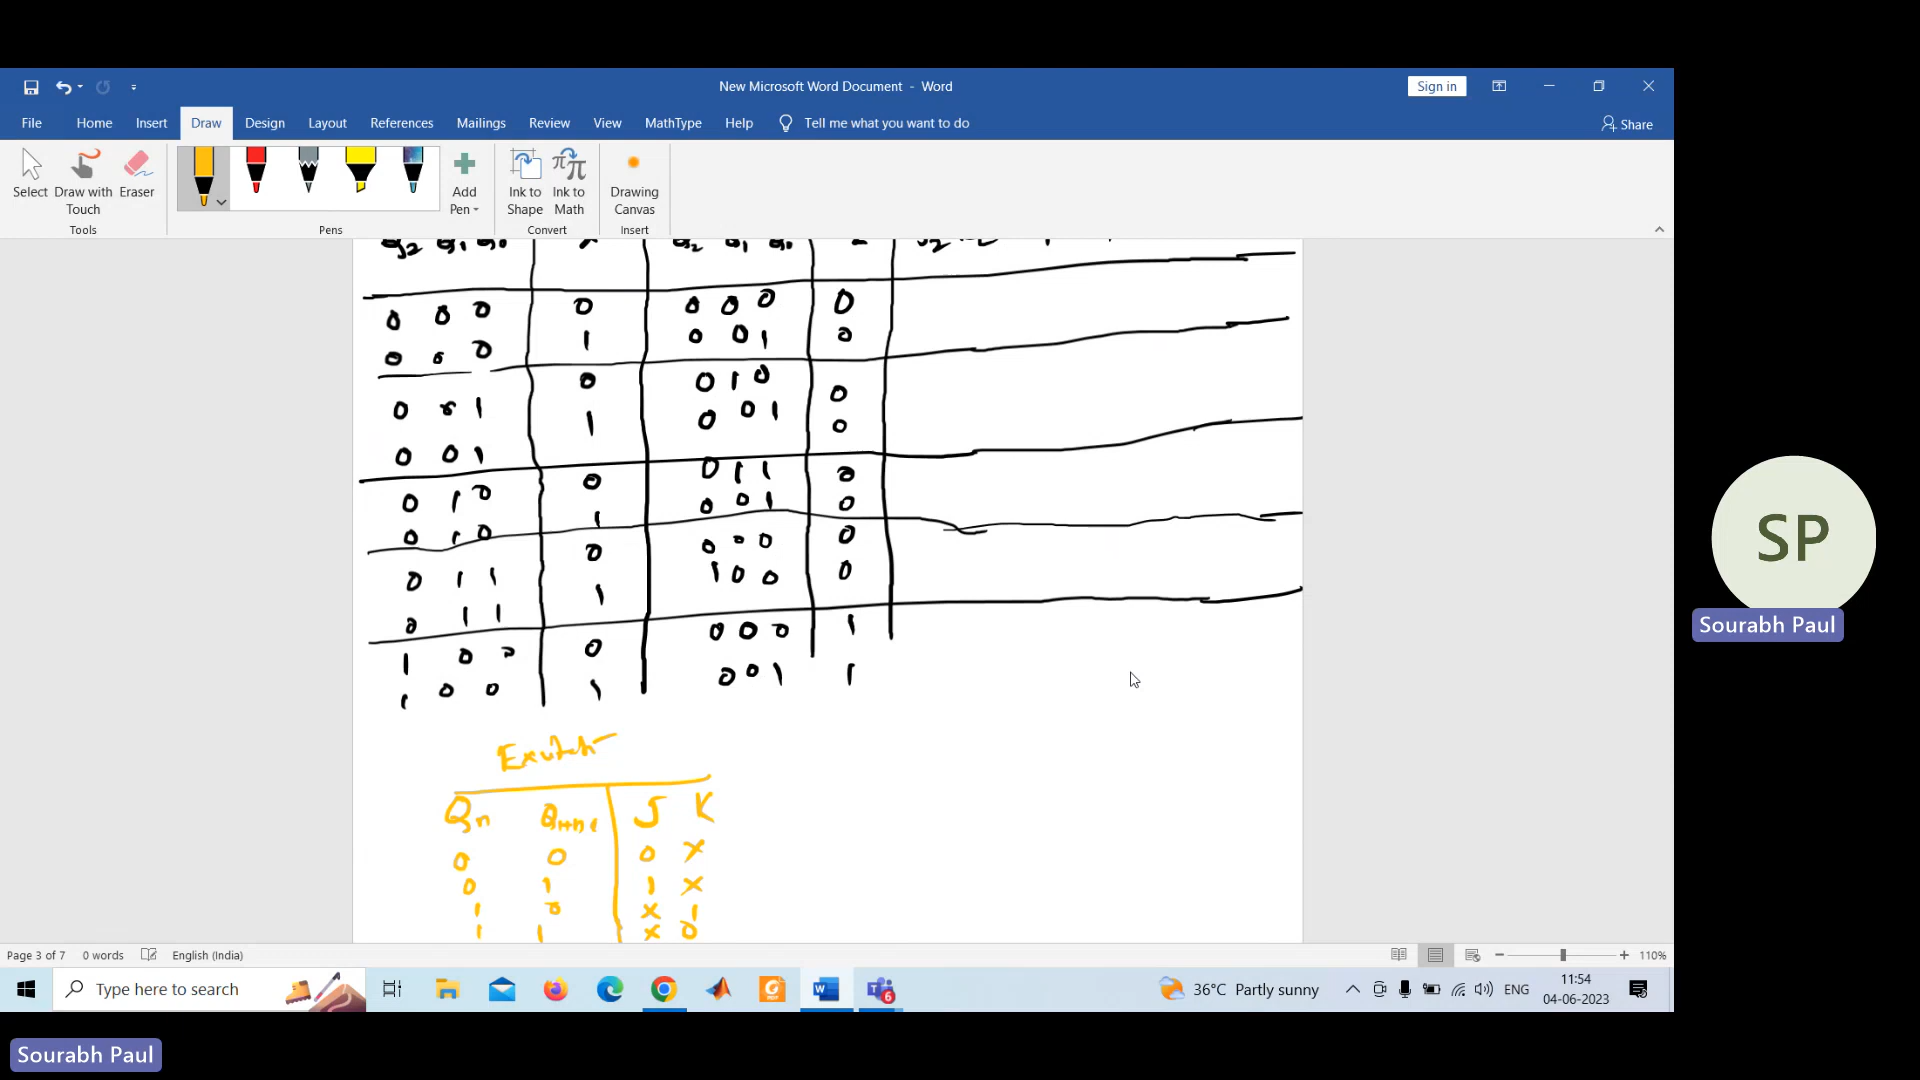 New Microsoft Word Document - Word
Sign in
File Home Insert Draw Design Layout References Mailings Review View MathType Help Tell me what you want to do
Share
Select Draw with Touch Eraser
Add Pen
Ink to Shape Ink to Math
Drawing Canvas
Tools Pens Convert Insert
0 0 0 0 0 0 0 0
0 0 0 1 0 0 1 0
0 0 1 0 0 1 0 0
0 0 1 1 0 0 1 0
0 1 0 0 0 1 1 0
0 1 0 1 0 0 1 0
0 1 1 0 0 0 0 0
0 1 1 1 1 0 0 0
1 0 0 0 0 0 0 1
1 0 0 1 0 0 1 1
Qn Qn+1 J K
0 0 0 X
0 1 1 X
1 0 X 1
1 1 X 0
SP
Sourabh Paul
Page 3 of 7 0 words English (India)
110%
Type here to search
6
36°C Partly sunny
ENG
11:54
04-06-2023
Sourabh Paul